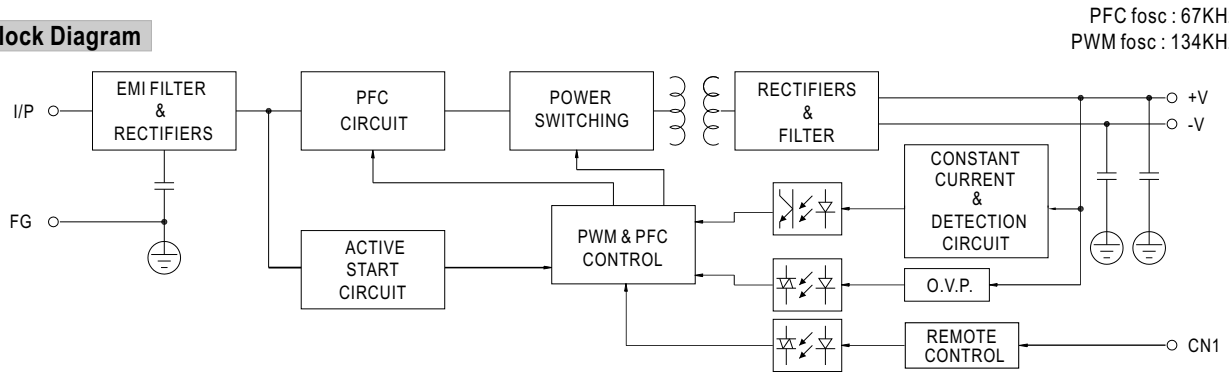 PFC fosc : 67KH
PWM fosc : 134KH
lock Diagram
I/P
EMI FILTER
&
RECTIFIERS
PFC
CIRCUIT
POWER
SWITCHING
RECTIFIERS
&
FILTER
+V
-V
CONSTANT
CURRENT
&
DETECTION
CIRCUIT
FG
ACTIVE
START
CIRCUIT
PWM & PFC
CONTROL
O.V.P.
REMOTE
CONTROL
CN1